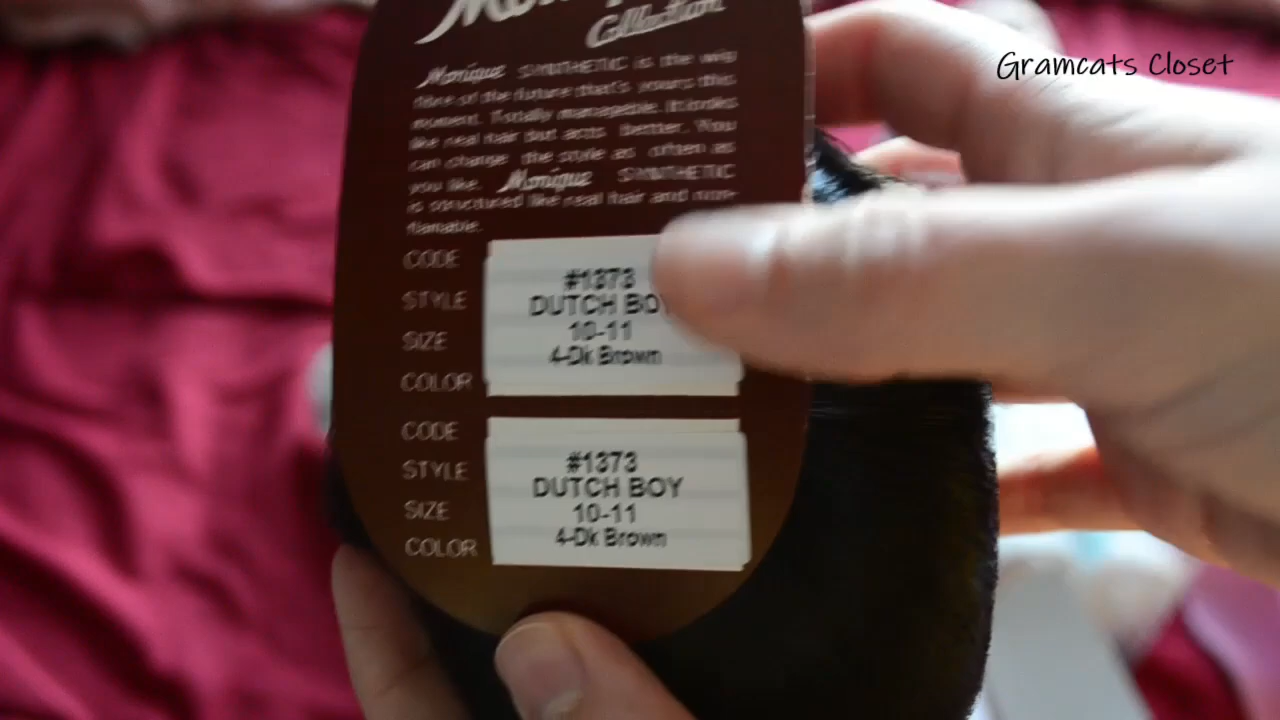 Gramcats Closet
Collection
Monique SYNTHETIC is the wig
fibre of the future that's yours this
moment. Totally manageable. It looks
like real hair but acts better. You
can change the style as often as
you like. Monique SYNTHETIC
is structured like real hair and non-
flamable.
CODE #1373
STYLE DUTCH BOY
SIZE 10-11
COLOR 4-Dk Brown
CODE #1373
STYLE DUTCH BOY
SIZE 10-11
COLOR 4-Dk Brown